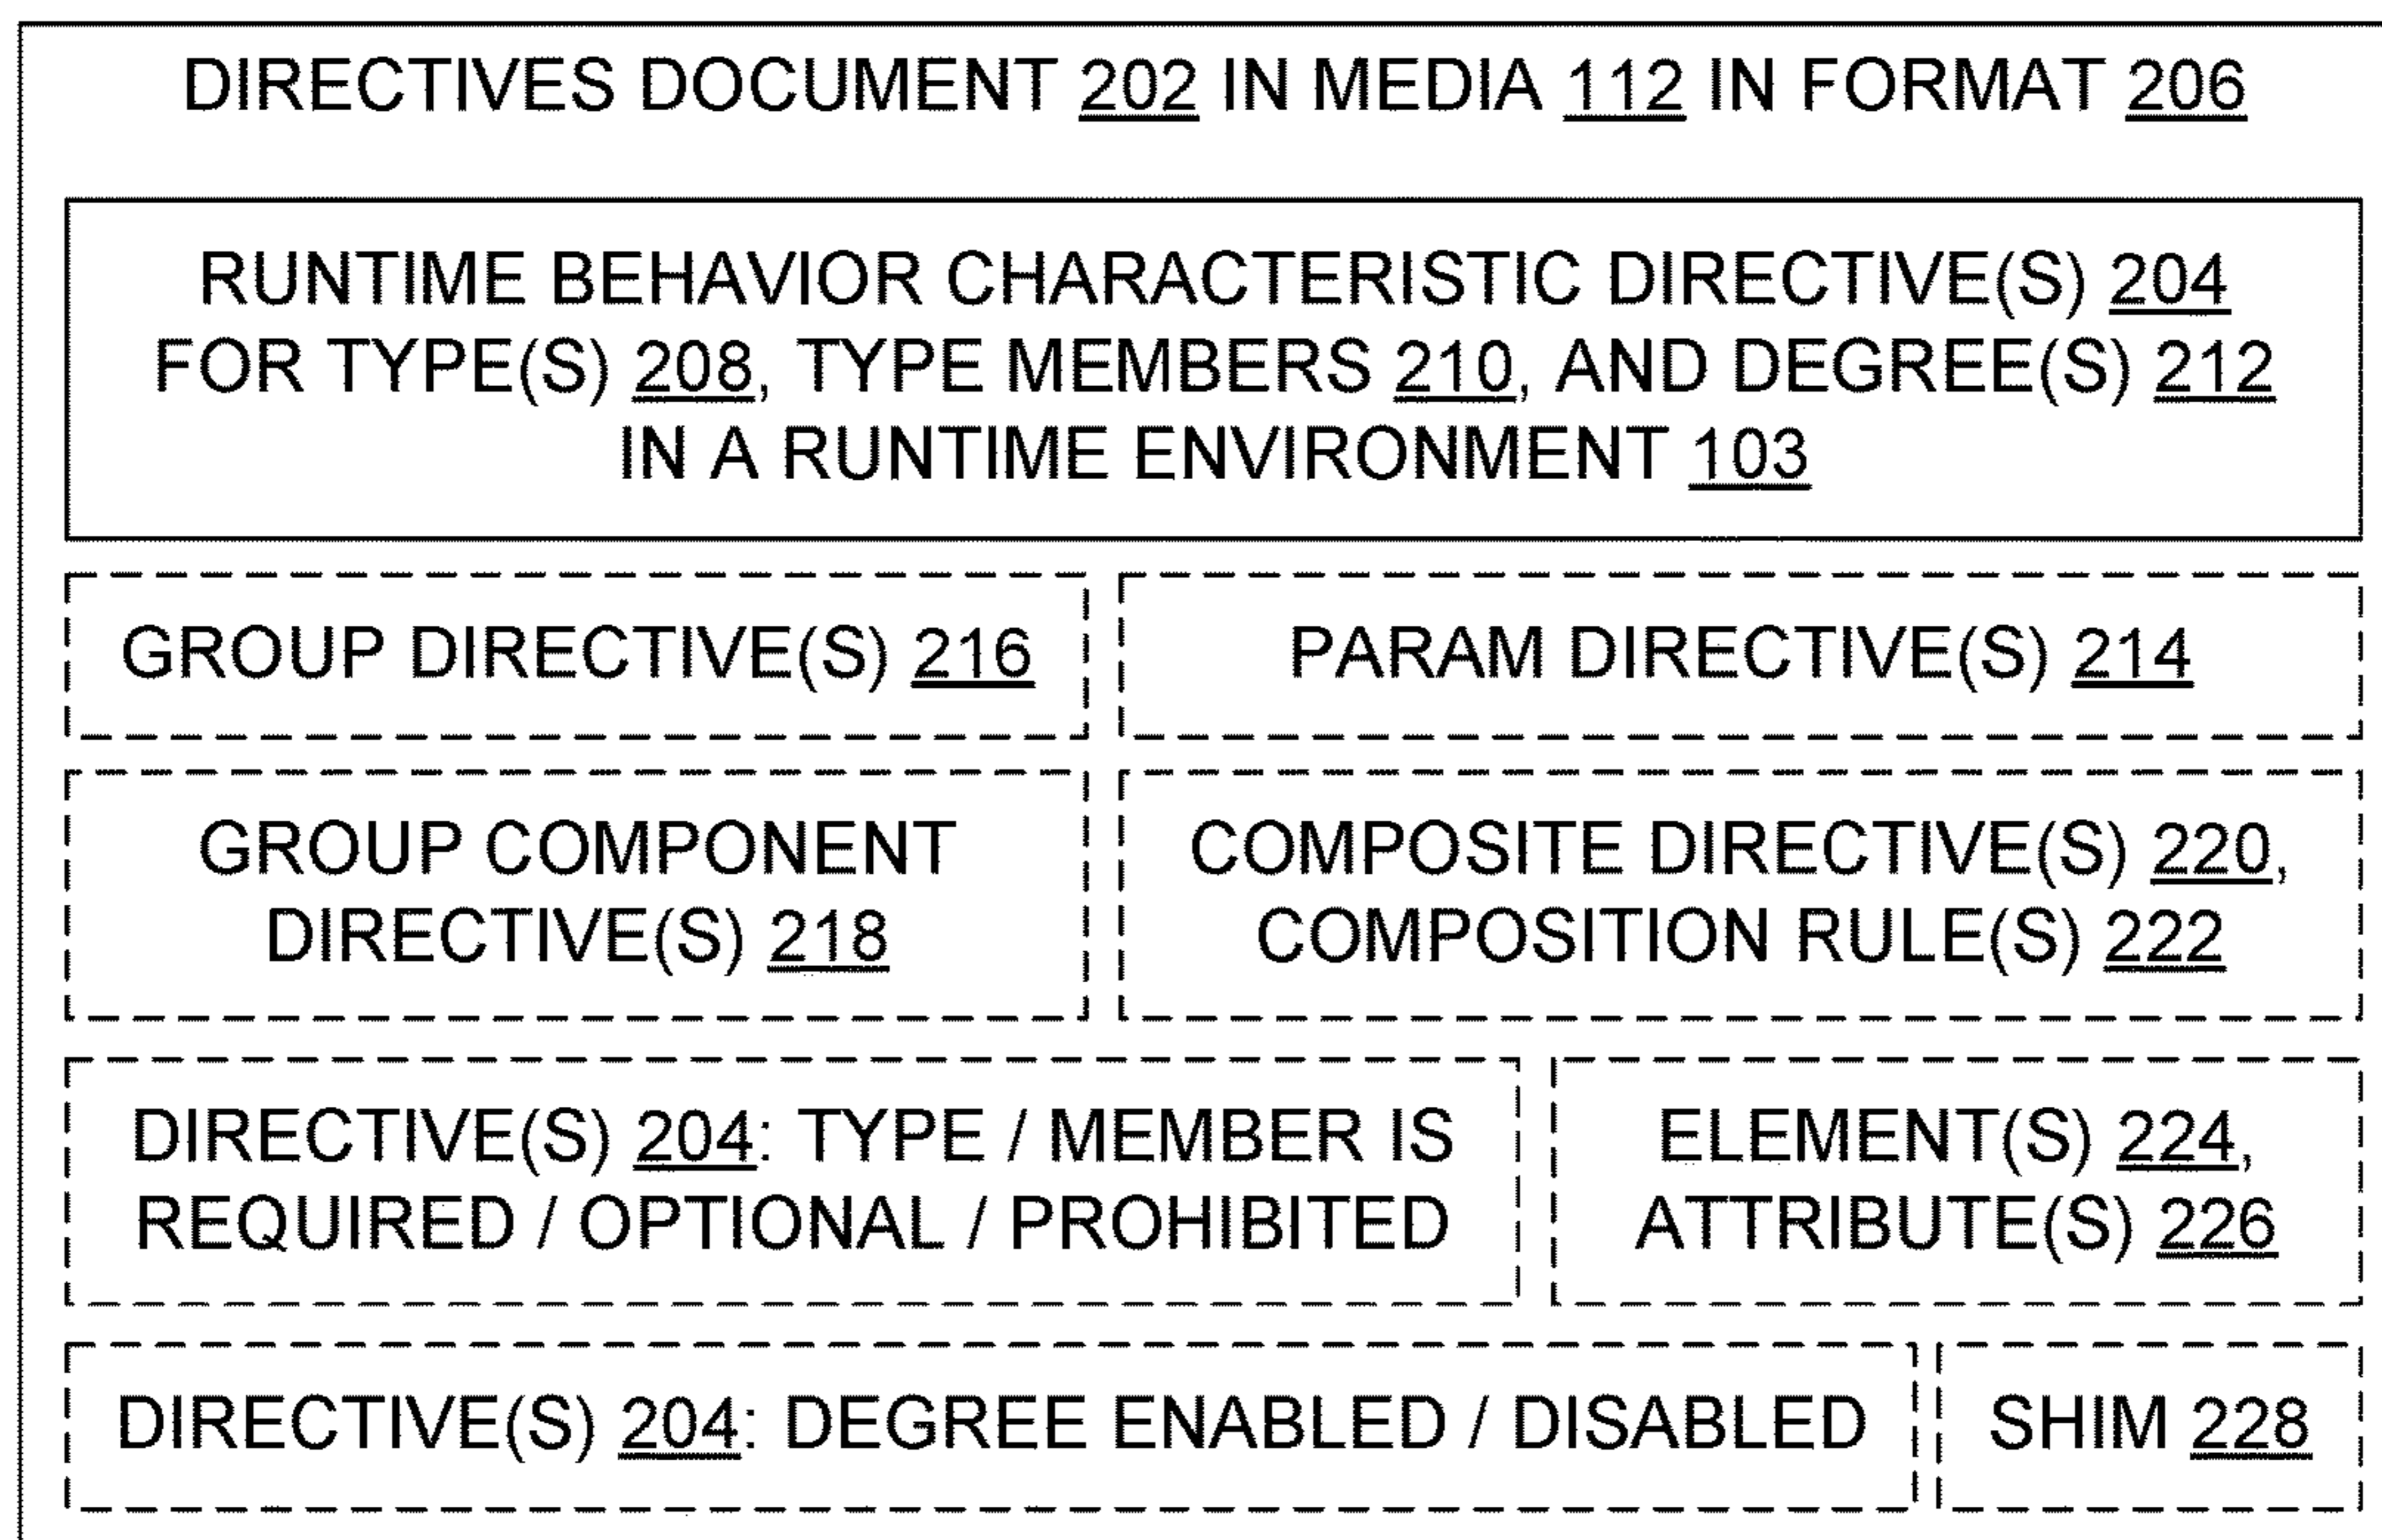 DIRECTIVES DOCUMENT 202 IN MEDIA 112 IN FORMAT 206
RUNTIME BEHAVIOR CHARACTERISTIC DIRECTIVE(S) 204
FOR TYPE(S) 208, TYPE MEMBERS 210, AND DEGREE(S) 212
IN A RUNTIME ENVIRONMENT 103
GROUP DIRECTIVE(S) 216
PARAM DIRECTIVE(S) 214
GROUP COMPONENT
DIRECTIVE(S) 218
COMPOSITE DIRECTIVE(S) 220,
COMPOSITION RULE(S) 222
DIRECTIVE(S) 204: TYPE / MEMBER IS
REQUIRED / OPTIONAL / PROHIBITED
ELEMENT(S) 224,
ATTRIBUTE(S) 226
DIRECTIVE(S) 204: DEGREE ENABLED / DISABLED
SHIM 228